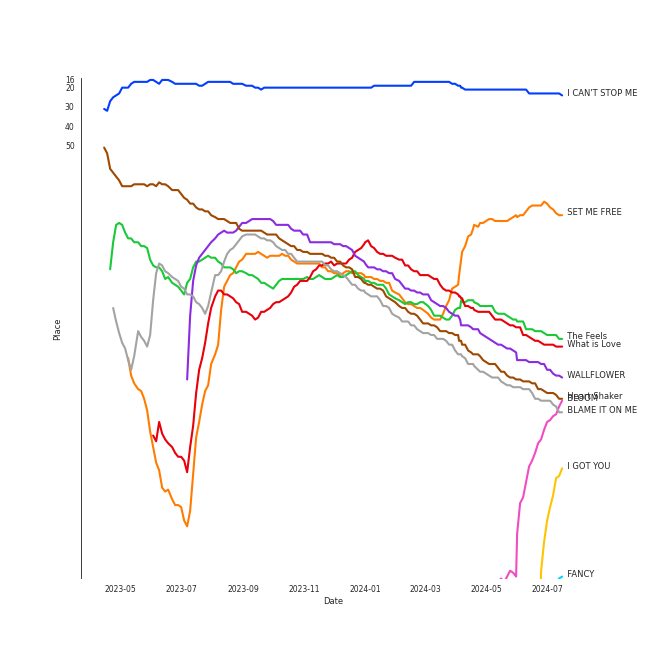 16
20
30
40
50
Place
I CAN'T STOP ME
SET ME FREE
The Feels
What is Love
WALLFLOWER
Heart Shaker
BLOOM
BLAME IT ON ME
I GOT YOU
FANCY
2023-05 2023-07 2023-09 2023-11 2024-01 2024-03 2024-05 2024-07
Date